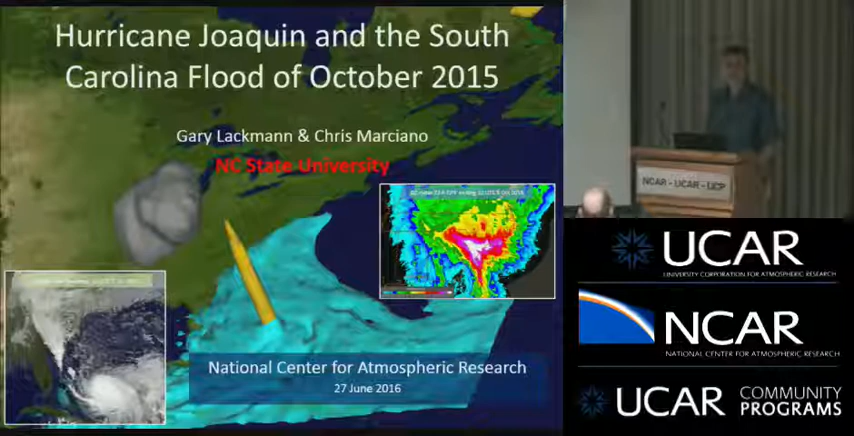 Hurricane Joaquin and the South
Carolina Flood of October 2015
Gary Lackmann & Chris Marciano
NC State University
National Center for Atmospheric Research
27 June 2016
NCAR - UCAR - UCP
UCAR
UNIVERSITY CORPORATION FOR ATMOSPHERIC RESEARCH
NCAR
NATIONAL CENTER FOR ATMOSPHERIC RESEARCH
UCAR COMMUNITY
PROGRAMS